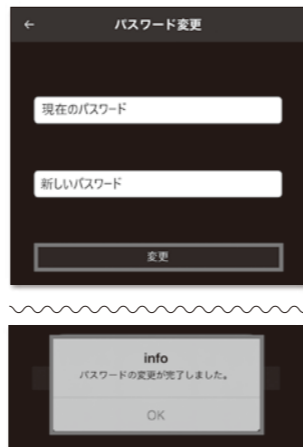 ← パスワード変更
現在のパスワード
新しいパスワード
変更
info
パスワードの変更が完了しました。
OK